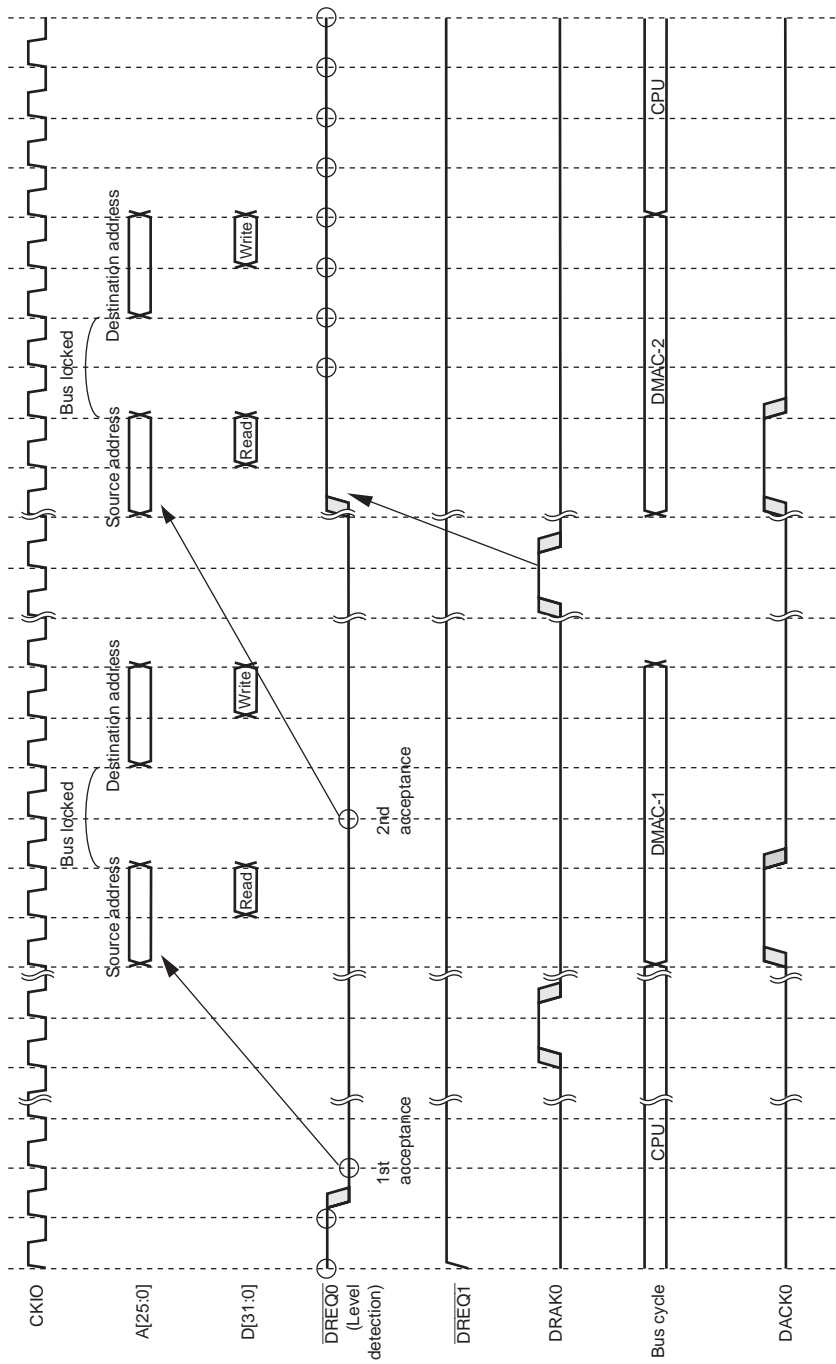 CKIO
Bus locked
Bus locked
Source address
Destination address
Source address
Destination address
A[25:0]
Read
Write
Read
Write
D[31:0]
DREQ0
(Level
detection)
1st
acceptance
2nd
acceptance
DREQ1
DRAK0
CPU
DMAC-1
DMAC-2
CPU
Bus cycle
DACK0